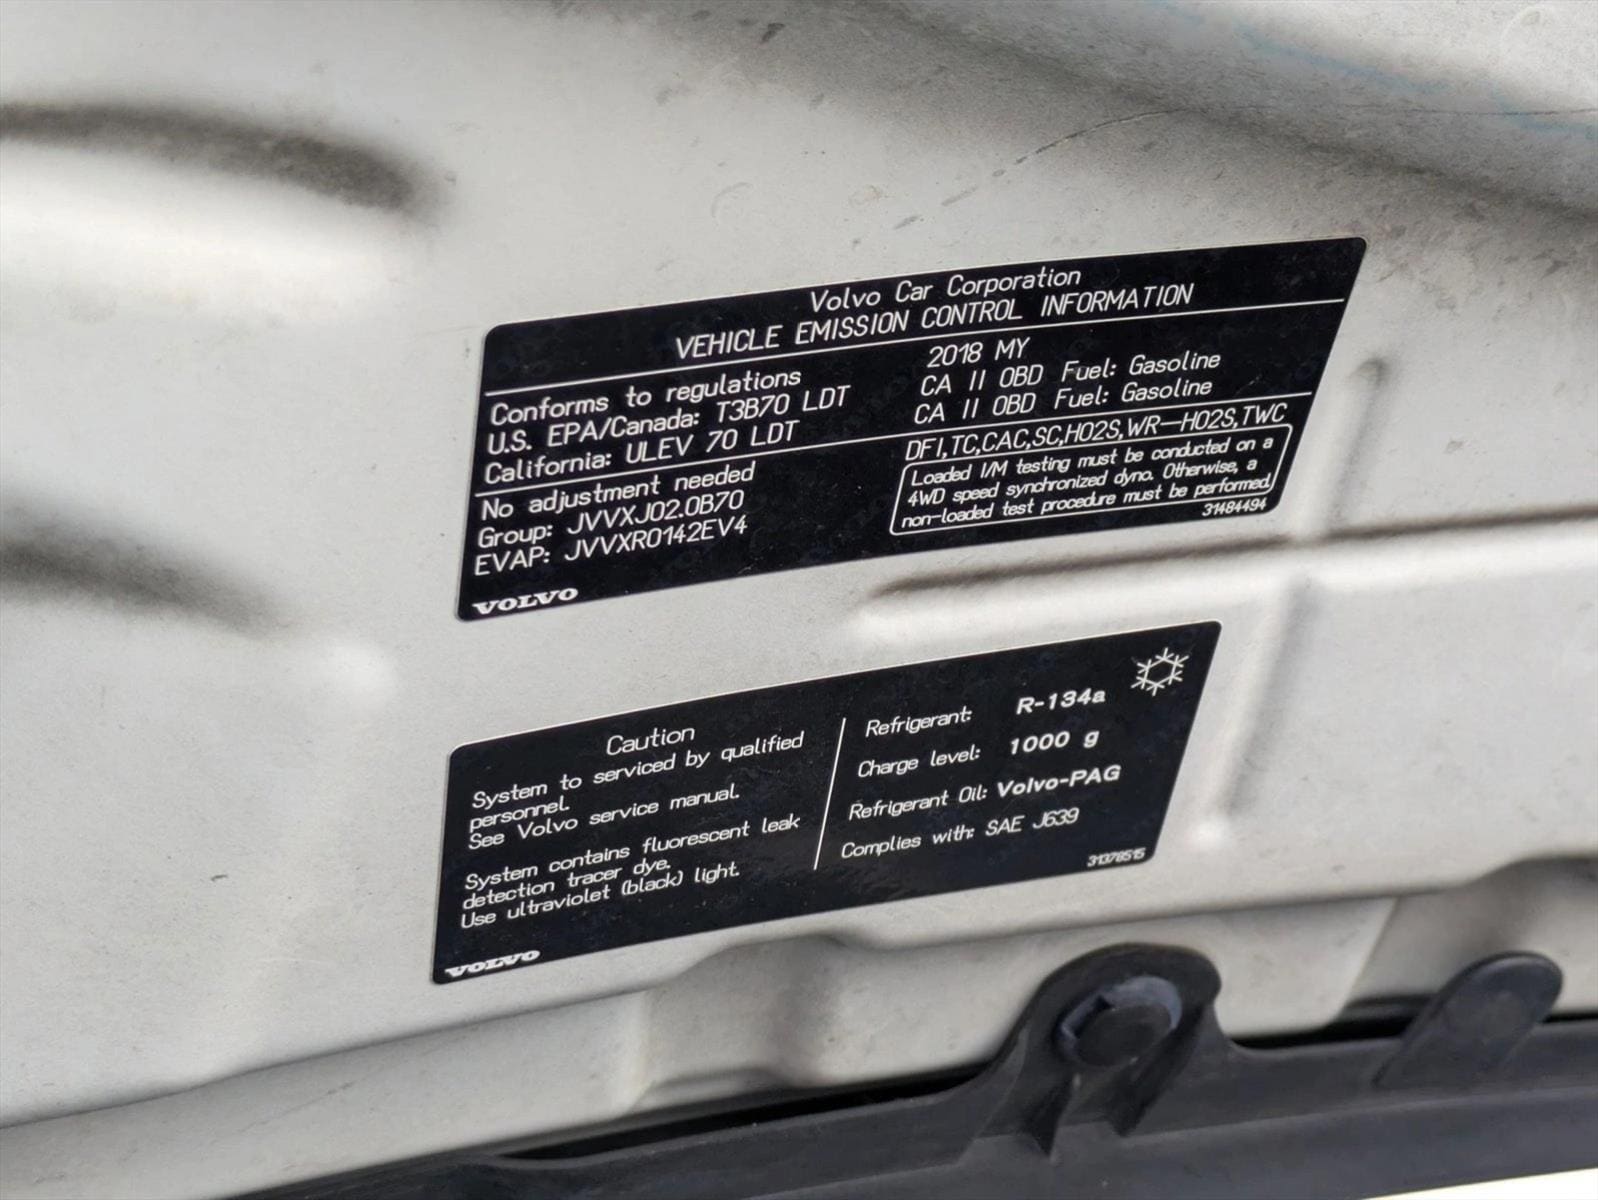 Volvo Car Corporation
VEHICLE EMISSION CONTROL INFORMATION
Conforms to regulations 2018 MY
U.S. EPA/Canada: T3B70 LDT CA II OBD Fuel: Gasoline
California: ULEV 70 LDT CA II OBD Fuel: Gasoline
No adjustment needed DFI,TC,CAC,SC,HO2S,WR-HO2S,TWC
Group: JVVXJ02.0B70
EVAP: JVVXR0142EV4
Loaded I/M testing must be conducted on a
4WD speed synchronized dyno. Otherwise, a
non-loaded test procedure must be performed.
31484494
VOLVO
Caution
System to serviced by qualified
personnel.
See Volvo service manual.
System contains fluorescent leak
detection tracer dye.
Use ultraviolet (black) light.
VOLVO
Refrigerant: R-134a
Charge level: 1000 g
Refrigerant Oil: Volvo-PAG
Complies with: SAE J639
31378515